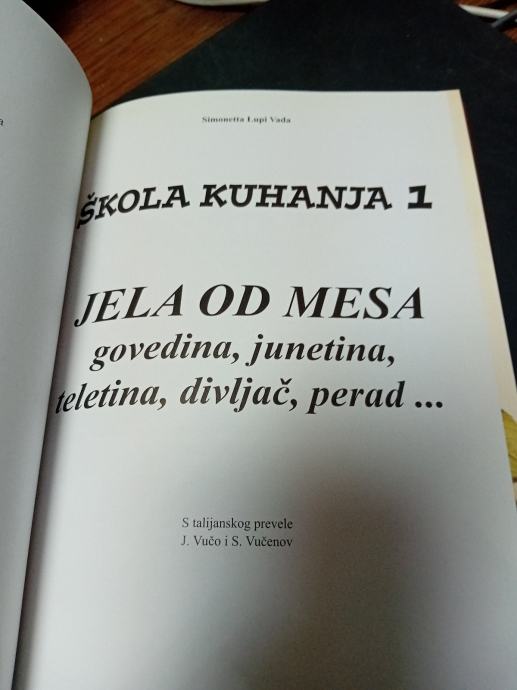 Simonetta Lupi Vada
ŠKOLA KUHANJA 1
JELA OD MESA
govedina, junetina,
teletina, divljač, perad ...
S talijanskog prevele
J. Vučo i S. Vučenov